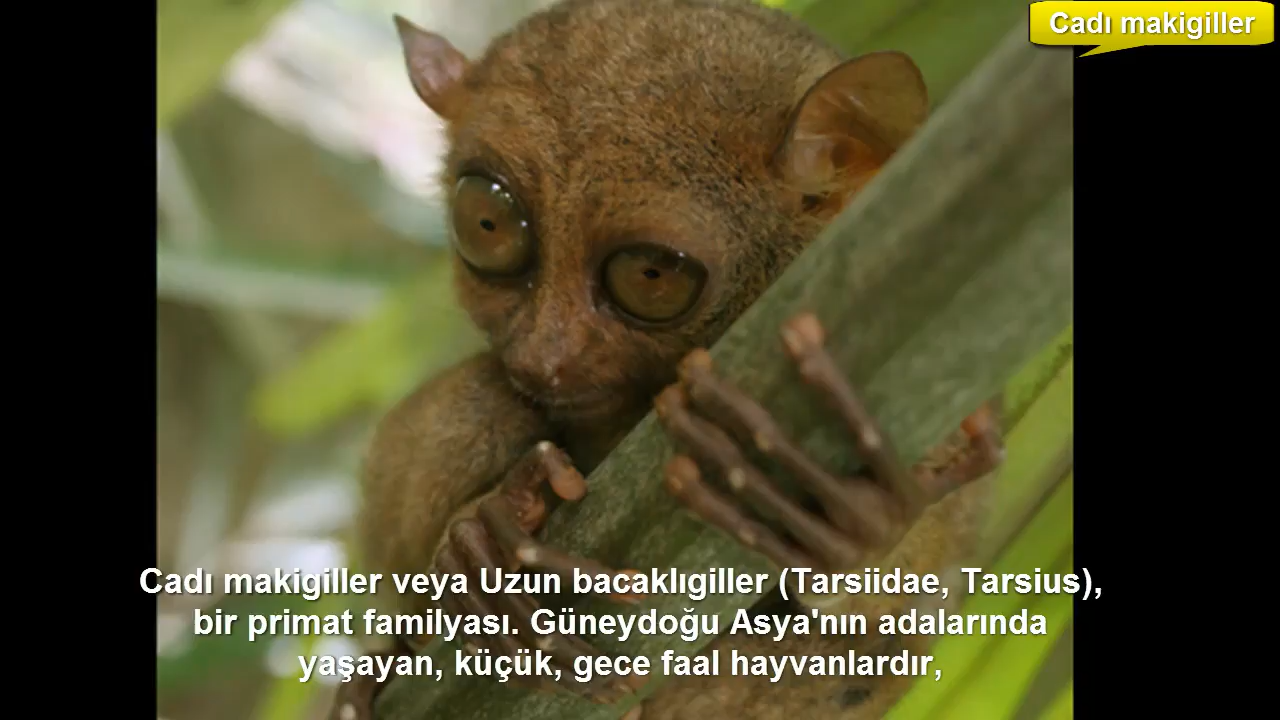 Cadı makigiller
Cadı makigiller veya Uzun bacaklıgiller (Tarsiidae, Tarsius),
bir primat familyası. Güneydoğu Asya'nın adalarında
yaşayan, küçük, gece faal hayvanlardır,